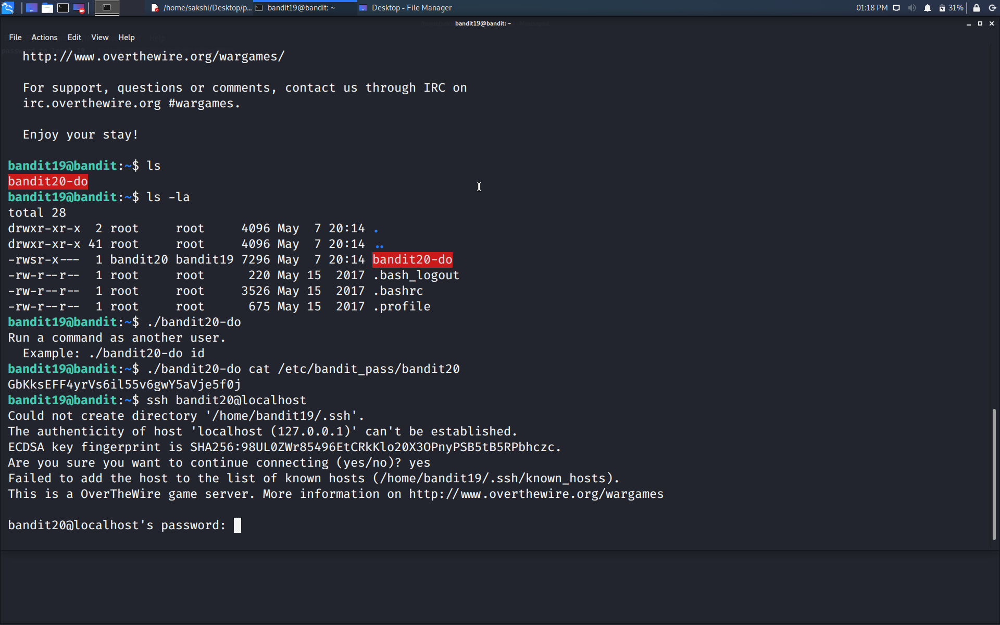 /home/sakshi/Desktop/p... bandit19@bandit: ~ Desktop - File Manager 01:18 PM 31%
bandit19@bandit: ~
File Actions Edit View Help
http://www.overthewire.org/wargames/
For support, questions or comments, contact us through IRC on
irc.overthewire.org #wargames.
Enjoy your stay!
bandit19@bandit:~$ ls
bandit20-do
bandit19@bandit:~$ ls -la
total 28
drwxr-xr-x  2 root     root     4096 May  7 20:14 .
drwxr-xr-x 41 root     root     4096 May  7 20:14 ..
-rwsr-x---  1 bandit20 bandit19 7296 May  7 20:14 bandit20-do
-rw-r--r--  1 root     root      220 May 15  2017 .bash_logout
-rw-r--r--  1 root     root     3526 May 15  2017 .bashrc
-rw-r--r--  1 root     root      675 May 15  2017 .profile
bandit19@bandit:~$ ./bandit20-do
Run a command as another user.
Example: ./bandit20-do id
bandit19@bandit:~$ ./bandit20-do cat /etc/bandit_pass/bandit20
GbKksEFF4yrVs6il55v6gwY5aVje5f0j
bandit19@bandit:~$ ssh bandit20@localhost
Could not create directory '/home/bandit19/.ssh'.
The authenticity of host 'localhost (127.0.0.1)' can't be established.
ECDSA key fingerprint is SHA256:98UL0ZWr85496EtCRkKlo20X3OPnyPSB5tB5RPbhczc.
Are you sure you want to continue connecting (yes/no)? yes
Failed to add the host to the list of known hosts (/home/bandit19/.ssh/known_hosts).
This is a OverTheWire game server. More information on http://www.overthewire.org/wargames
bandit20@localhost's password: